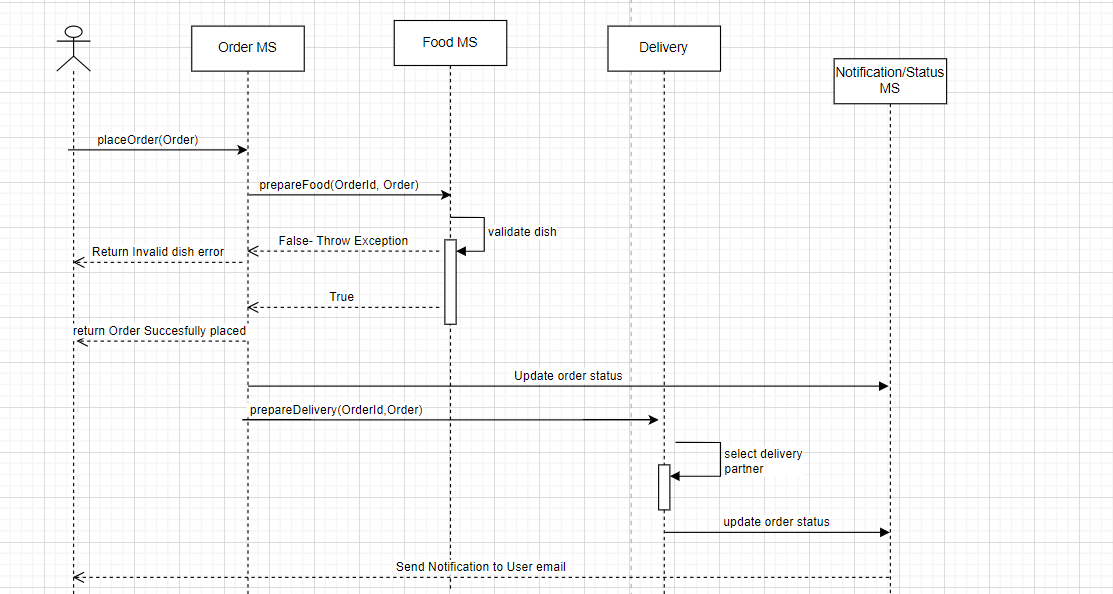 Order MS
Food MS
Delivery
Notification/Status
MS
placeOrder(Order)
prepareFood(OrderId, Order)
validate dish
False- Throw Exception
Return Invalid dish error
True
return Order Succesfully placed
Update order status
prepareDelivery(OrderId,Order)
select delivery
partner
update order status
Send Notification to User email